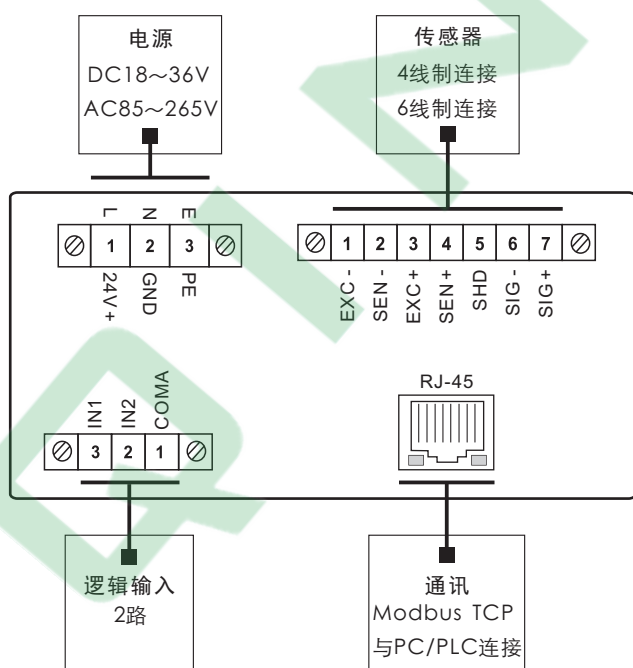 电源
DC18～36V
AC85～265V
传感器
4线制连接
6线制连接
L N E
1 2 3
24V+ GND PE
1 2 3 4 5 6 7
EXC- SEN- EXC+ SEN+ SHD SIG- SIG+
IN1 IN2 COMA
3 2 1
RJ-45
逻辑输入
2路
通讯
Modbus TCP
与PC/PLC连接